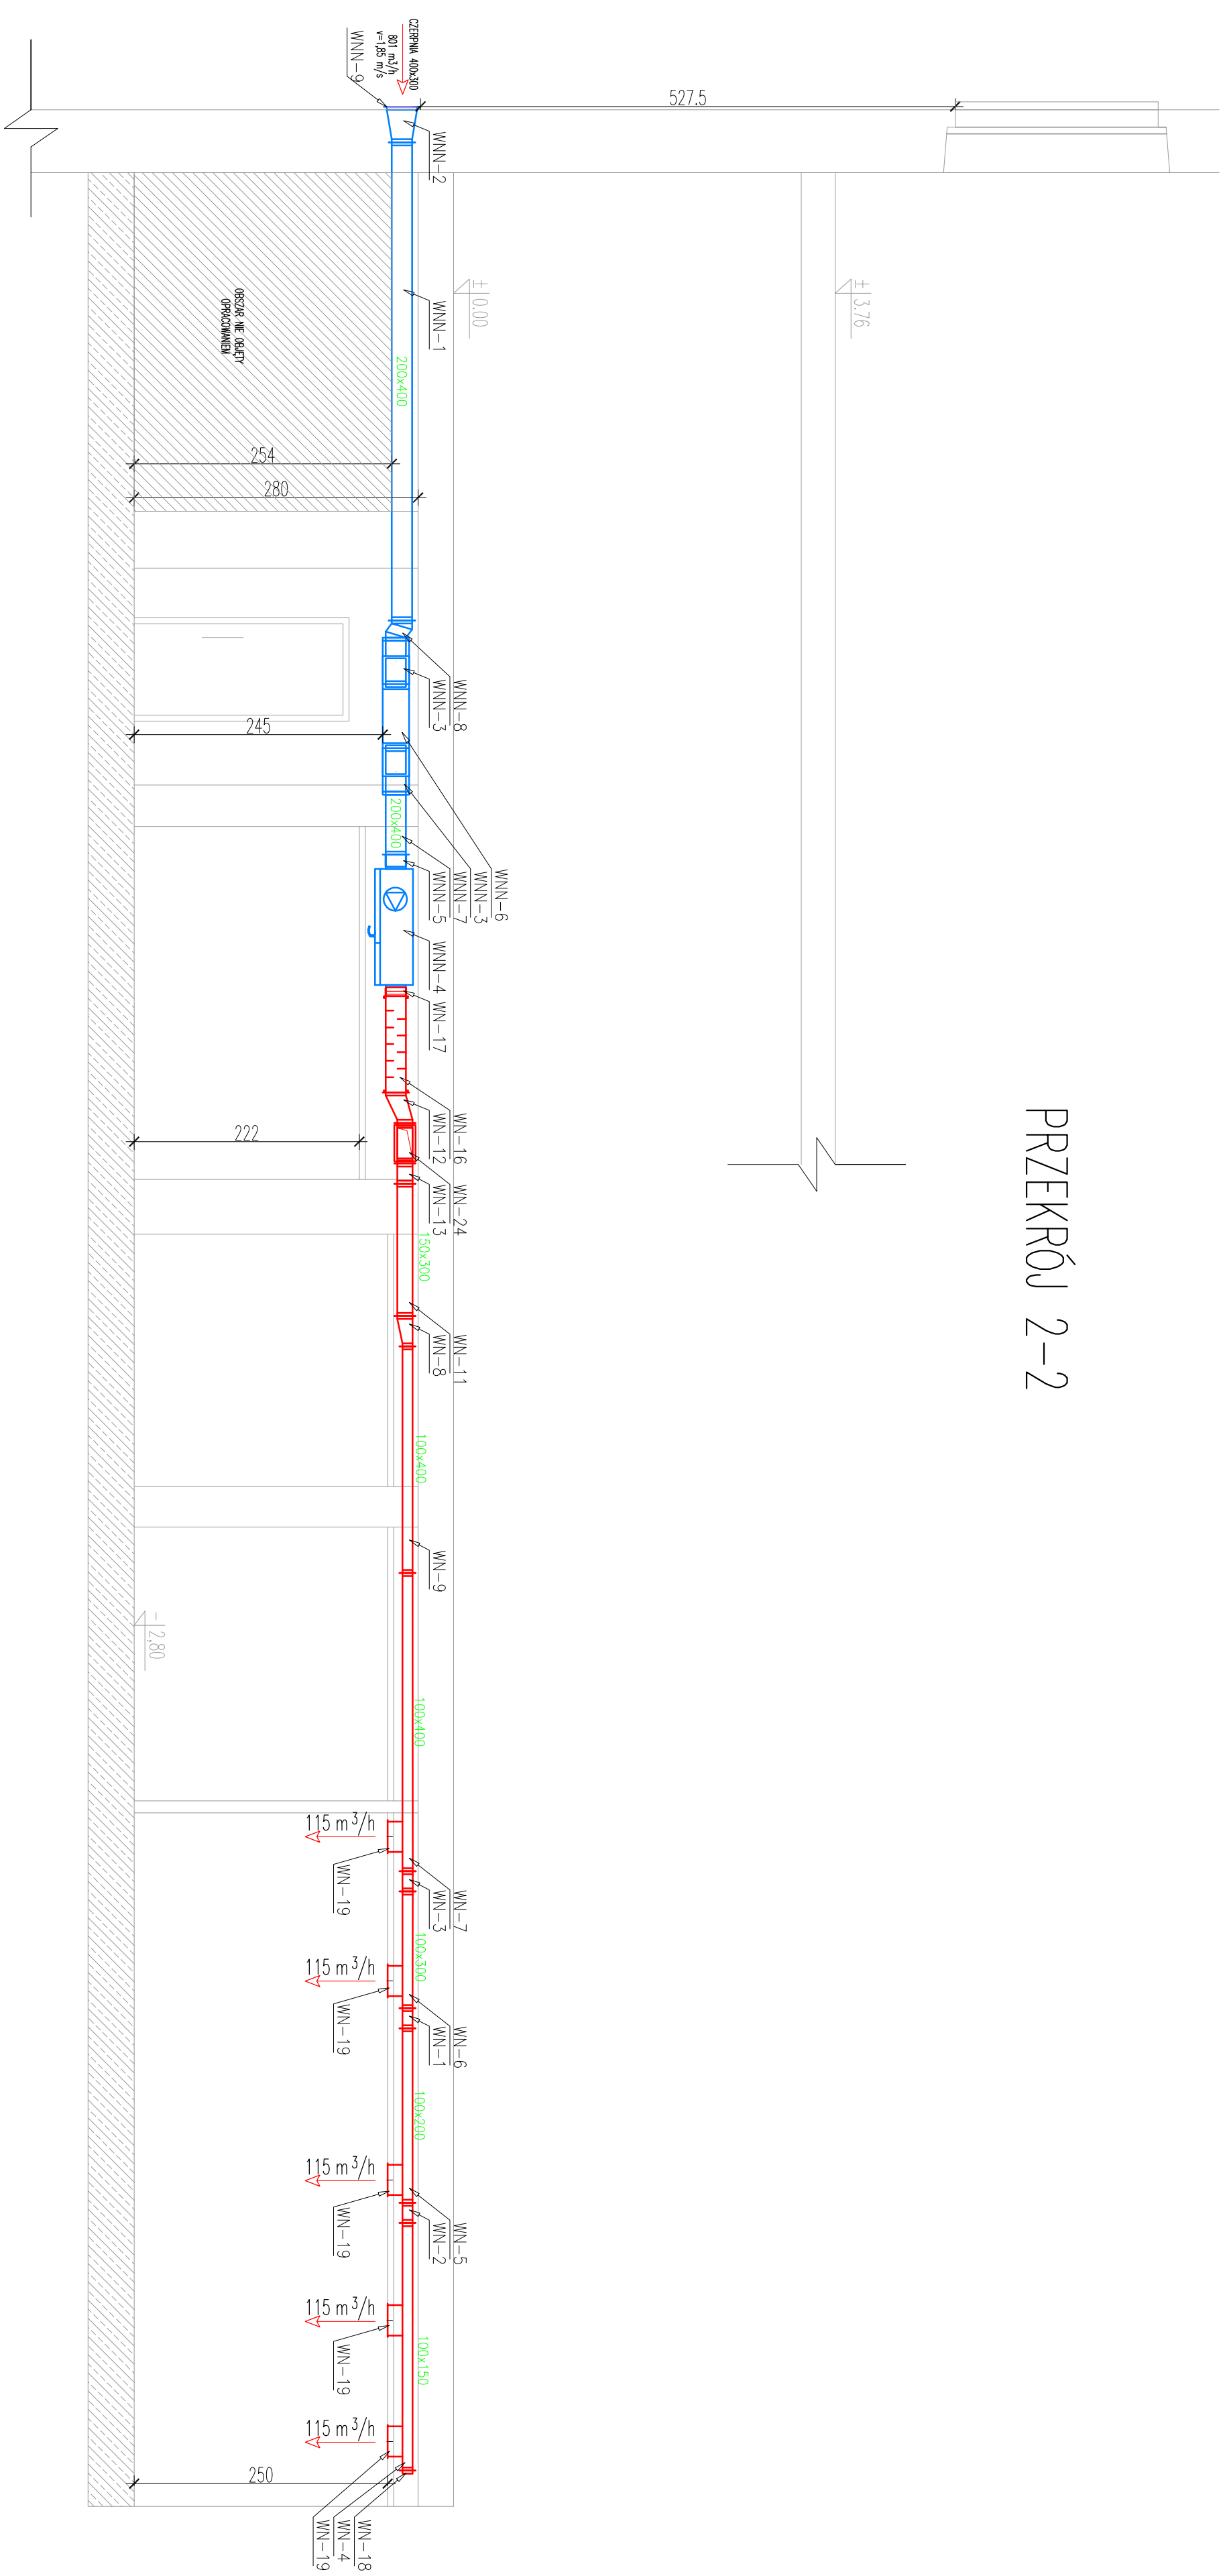 PRZEKRÓJ 2-2
± 3.76
± 0.00
- 2,80
CZERPNIA 400x300
801 m3/h
v=1,85 m/s
WNN-9
527.5
WNN-2
WNN-1
200x400
OBSZAR NIE OBJĘTY
OPRACOWANIEM
254
280
WNN-8
WNN-3
245
200x400
WNN-6
WNN-3
WNN-7
WNN-5
WNN-4
WN-17
WN-16
WN-12
222
WN-24
WN-13
150x300
WN-11
WN-8
100x400
WN-9
100x400
115 m³/h
WN-19
WN-7
WN-3
100x300
115 m³/h
WN-19
WN-6
WN-1
100x200
115 m³/h
WN-19
WN-5
WN-2
115 m³/h
WN-19
100x150
115 m³/h
250
WN-18
WN-4
WN-19